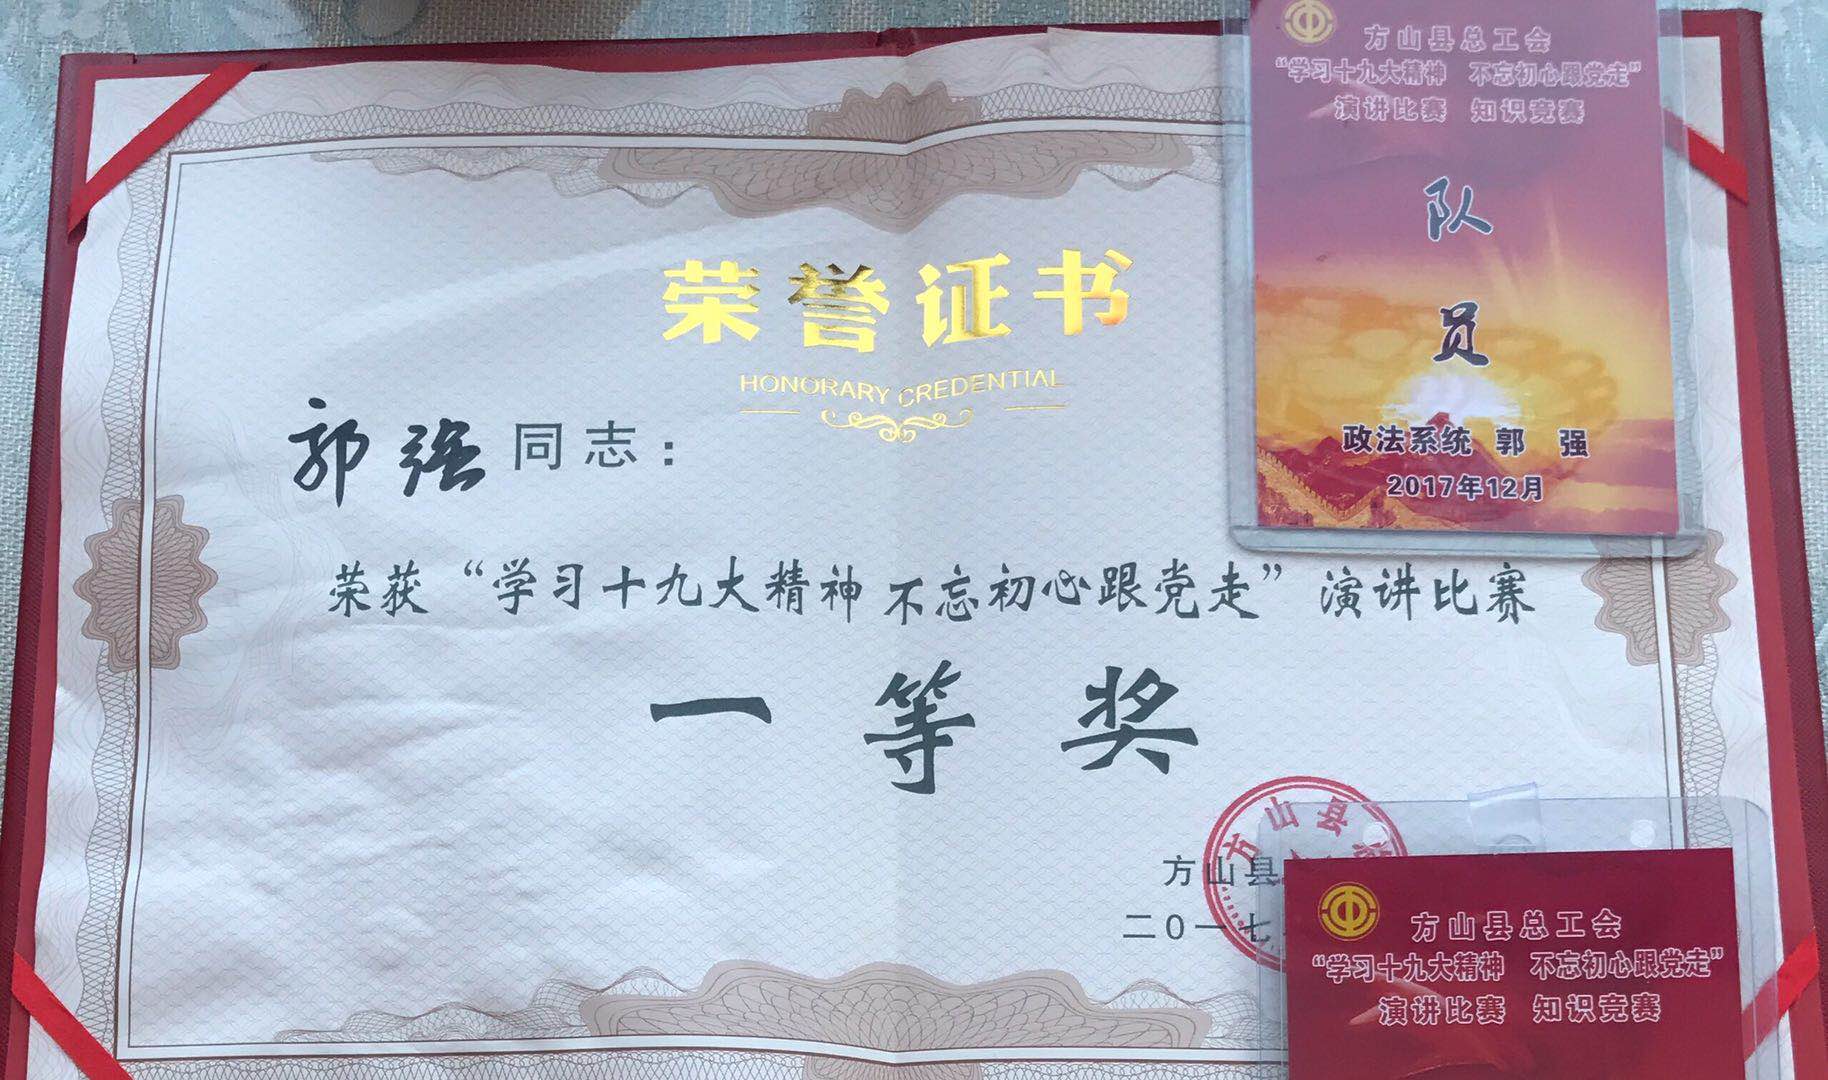 荣誉证书
HONORARY CREDENTIAL
郭强同志：
荣获“学习十九大精神 不忘初心跟党走”演讲比赛
一等奖
方山县
二0一七
方山县
方山县总工会
“学习十九大精神 不忘初心跟党走”
演讲比赛 知识竞赛
队
员
政法系统 郭 强
2017年12月
方山县总工会
“学习十九大精神 不忘初心跟党走”
演讲比赛 知识竞赛